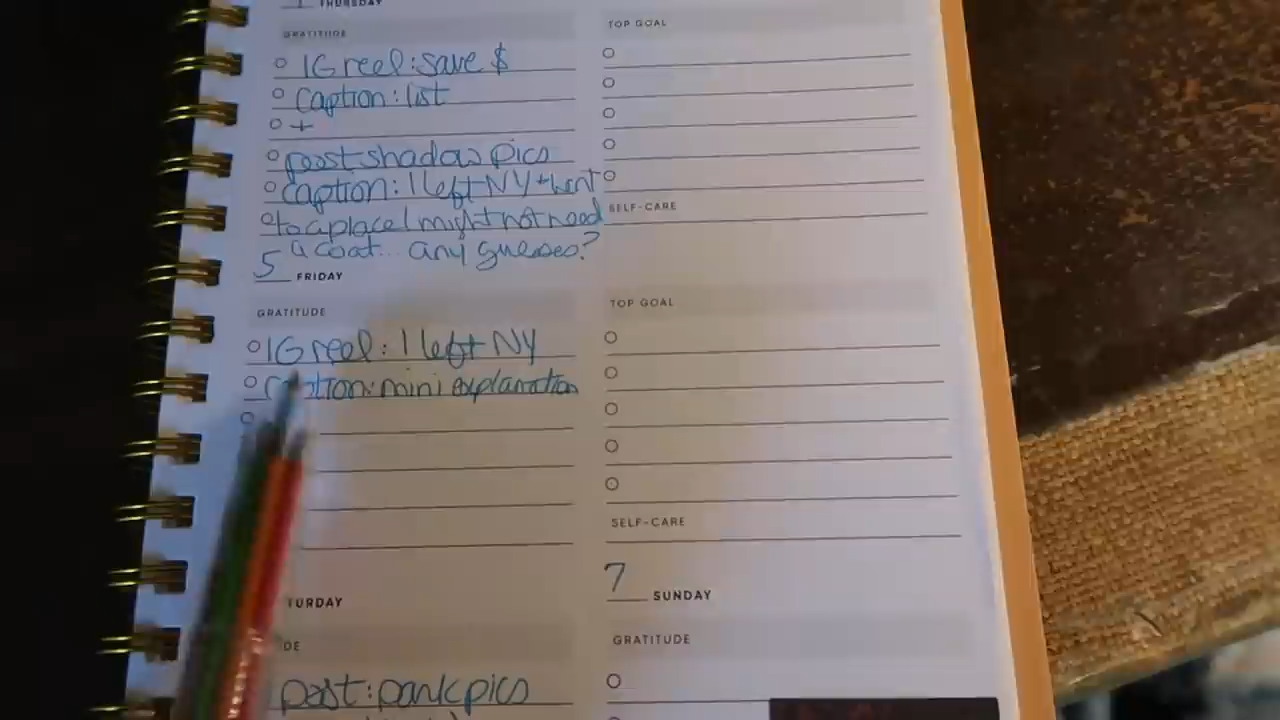 THURSDAY
GRATITUDE
IG reel: save $
Caption: list
+
post shadow pics
caption: I left NY + went
to a place I might not need
a coat... any guesses?
TOP GOAL
SELF-CARE
5 FRIDAY
GRATITUDE
IG reel: I left NY
Caption: mini explanation
TOP GOAL
SELF-CARE
TURDAY
DE
post: park pics
7 SUNDAY
GRATITUDE